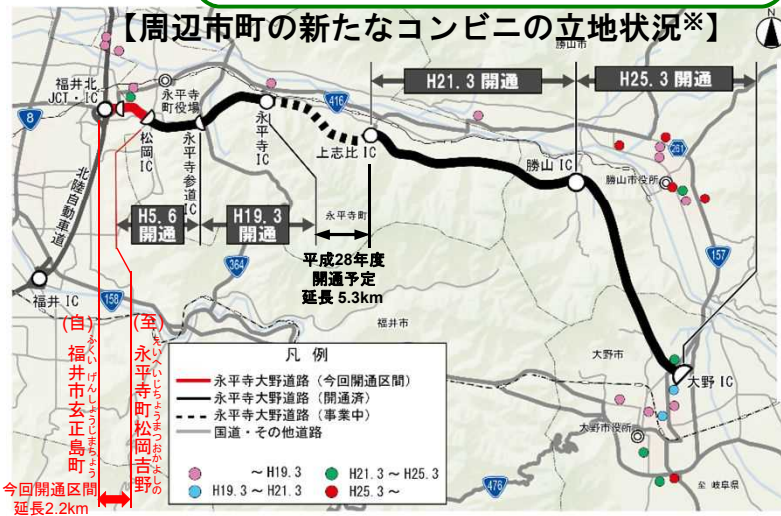 【周辺市町の新たなコンビニの立地状況※】
N
勝山市
福井北
JCT・IC
永平寺
町役場
416
H21.3 開通
H25.3 開通
8
松岡
IC
永平寺参道IC
永平寺IC
上志比 IC
勝山 IC
261
勝山市役所
北陸自動車道
H5.6
開通
H19.3
開通
永平寺町
157
364
平成28年度
開通予定
延長 5.3km
福井 IC
158
福井市
大野市
大野 IC
大野市役所
476
至 岐阜県
(自)
福井市玄正島町
ふくい げんしょうじまちょう
(至)
永平寺町松岡吉野
えいへいじちょうまつおかよしの
今回開通区間
延長2.2km
凡 例
永平寺大野道路(今回開通区間)
永平寺大野道路(開通済)
永平寺大野道路(事業中)
国道・その他道路
～H19.3
H21.3～H25.3
H19.3～H21.3
H25.3～